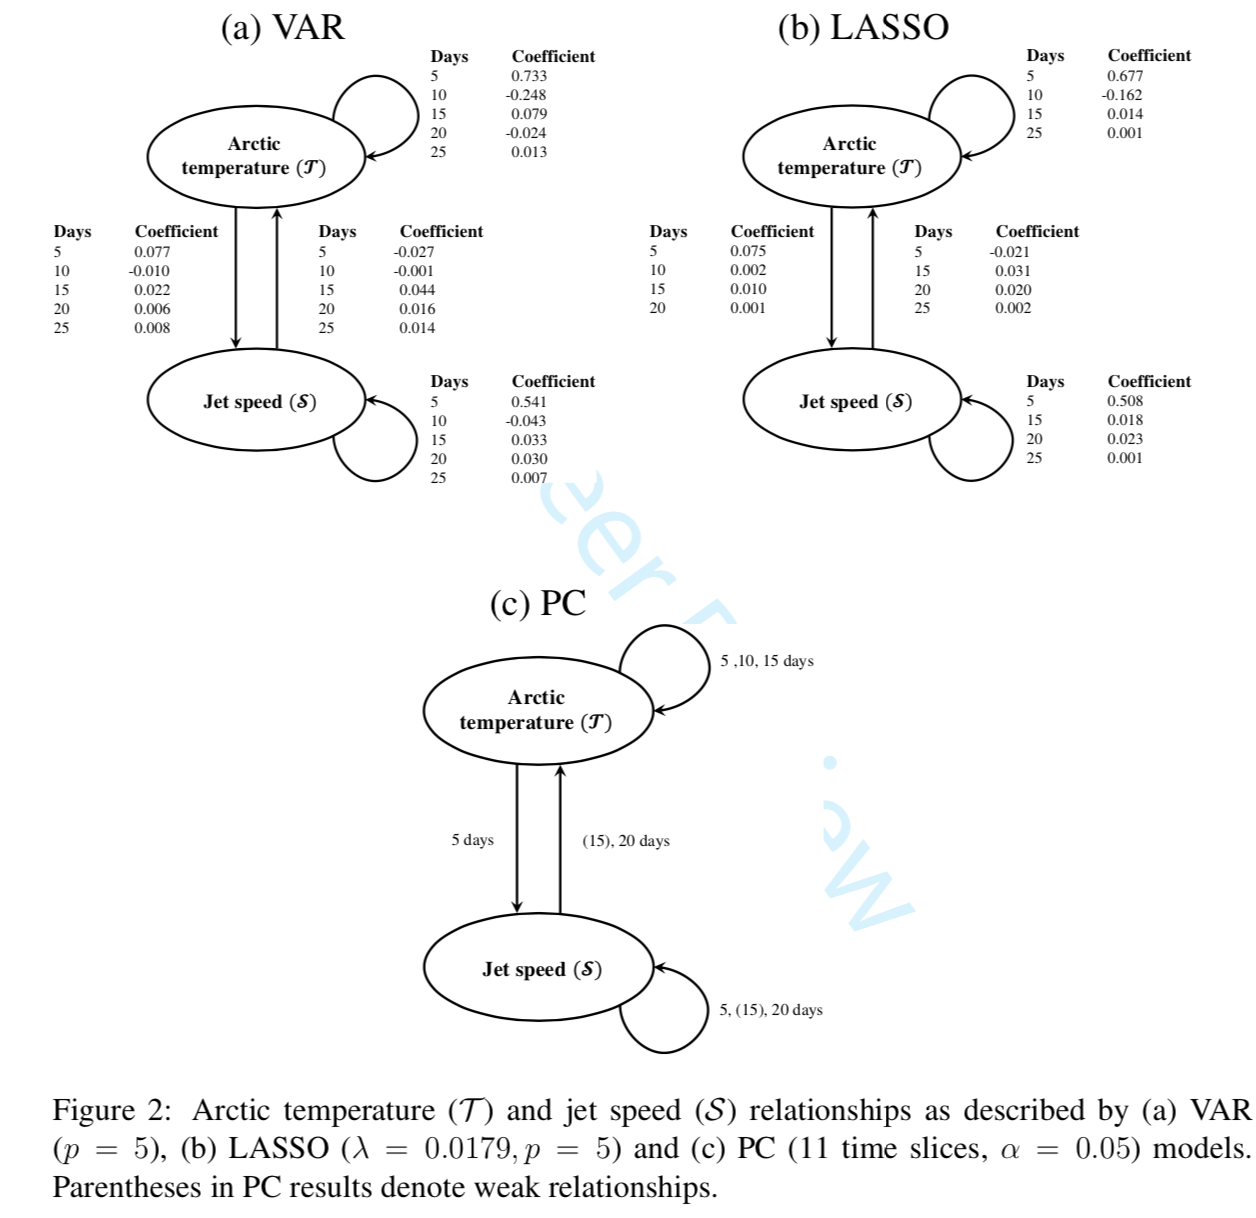 (a) VAR
Days Coefficient
5 0.733
10 -0.248
15 0.079
20 -0.024
25 0.013
Arctic
temperature (𝒯)
Days Coefficient
5 0.077
10 -0.010
15 0.022
20 0.006
25 0.008
Days Coefficient
5 -0.027
10 -0.001
15 0.044
20 0.016
25 0.014
Jet speed (𝒮)
Days Coefficient
5 0.541
10 -0.043
15 0.033
20 0.030
25 0.007
(b) LASSO
Days Coefficient
5 0.677
10 -0.162
15 0.014
25 0.001
Arctic
temperature (𝒯)
Days Coefficient
5 0.075
10 0.002
15 0.010
20 0.001
Days Coefficient
5 -0.021
15 0.031
20 0.020
25 0.002
Jet speed (𝒮)
Days Coefficient
5 0.508
15 0.018
20 0.023
25 0.001
(c) PC
5 ,10, 15 days
Arctic
temperature (𝒯)
5 days
(15), 20 days
Jet speed (𝒮)
5, (15), 20 days
Figure 2: Arctic temperature (𝒯) and jet speed (𝒮) relationships as described by (a) VAR
(p = 5), (b) LASSO (λ = 0.0179, p = 5) and (c) PC (11 time slices, α = 0.05) models.
Parentheses in PC results denote weak relationships.